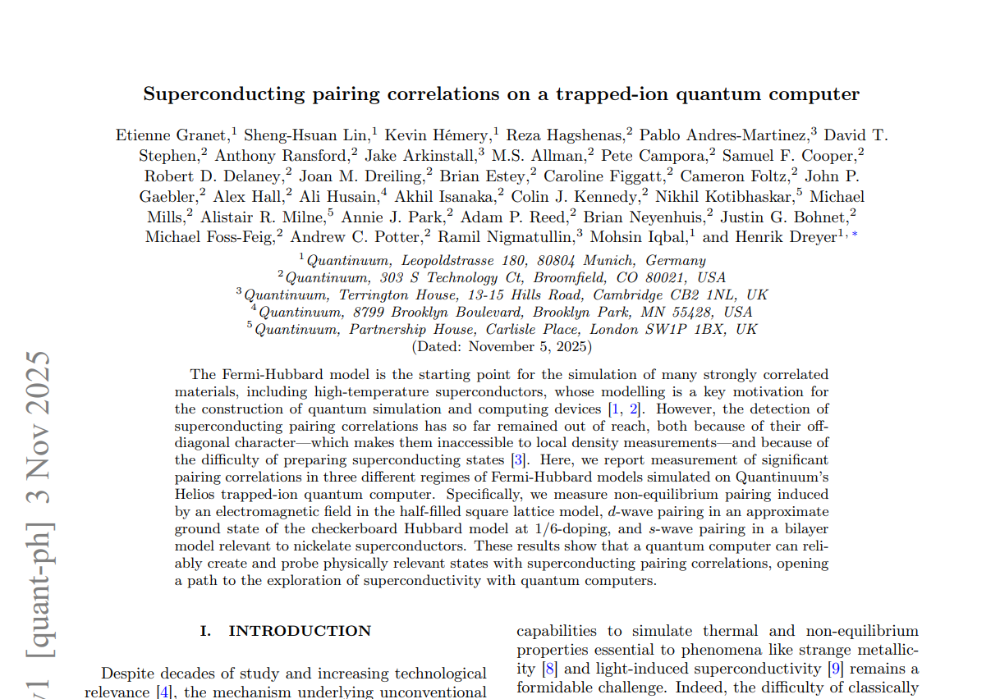 Superconducting pairing correlations on a trapped-ion quantum computer
Etienne Granet,1 Sheng-Hsuan Lin,1 Kevin Hémery,1 Reza Hagshenas,2 Pablo Andres-Martinez,3 David T.
Stephen,2 Anthony Ransford,2 Jake Arkinstall,3 M.S. Allman,2 Pete Campora,2 Samuel F. Cooper,2
Robert D. Delaney,2 Joan M. Dreiling,2 Brian Estey,2 Caroline Figgatt,2 Cameron Foltz,2 John P.
Gaebler,2 Alex Hall,2 Ali Husain,4 Akhil Isanaka,2 Colin J. Kennedy,2 Nikhil Kotibhaskar,5 Michael
Mills,2 Alistair R. Milne,5 Annie J. Park,2 Adam P. Reed,2 Brian Neyenhuis,2 Justin G. Bohnet,2
Michael Foss-Feig,2 Andrew C. Potter,2 Ramil Nigmatullin,3 Mohsin Iqbal,1 and Henrik Dreyer1, *
1Quantinuum, Leopoldstrasse 180, 80804 Munich, Germany
2Quantinuum, 303 S Technology Ct, Broomfield, CO 80021, USA
3Quantinuum, Terrington House, 13-15 Hills Road, Cambridge CB2 1NL, UK
4Quantinuum, 8799 Brooklyn Boulevard, Brooklyn Park, MN 55428, USA
5Quantinuum, Partnership House, Carlisle Place, London SW1P 1BX, UK
(Dated: November 5, 2025)
The Fermi-Hubbard model is the starting point for the simulation of many strongly correlated
materials, including high-temperature superconductors, whose modelling is a key motivation for
the construction of quantum simulation and computing devices [1, 2]. However, the detection of
superconducting pairing correlations has so far remained out of reach, both because of their off-
diagonal character—which makes them inaccessible to local density measurements—and because of
the difficulty of preparing superconducting states [3]. Here, we report measurement of significant
pairing correlations in three different regimes of Fermi-Hubbard models simulated on Quantinuum's
Helios trapped-ion quantum computer. Specifically, we measure non-equilibrium pairing induced
by an electromagnetic field in the half-filled square lattice model, d-wave pairing in an approximate
ground state of the checkerboard Hubbard model at 1/6-doping, and s-wave pairing in a bilayer
model relevant to nickelate superconductors. These results show that a quantum computer can reli-
ably create and probe physically relevant states with superconducting pairing correlations, opening
a path to the exploration of superconductivity with quantum computers.
I. INTRODUCTION
Despite decades of study and increasing technological
relevance [4], the mechanism underlying unconventional
capabilities to simulate thermal and non-equilibrium
properties essential to phenomena like strange metallic-
ity [8] and light-induced superconductivity [9] remains a
formidable challenge. Indeed, the difficulty of classically
v1 [quant-ph] 3 Nov 2025